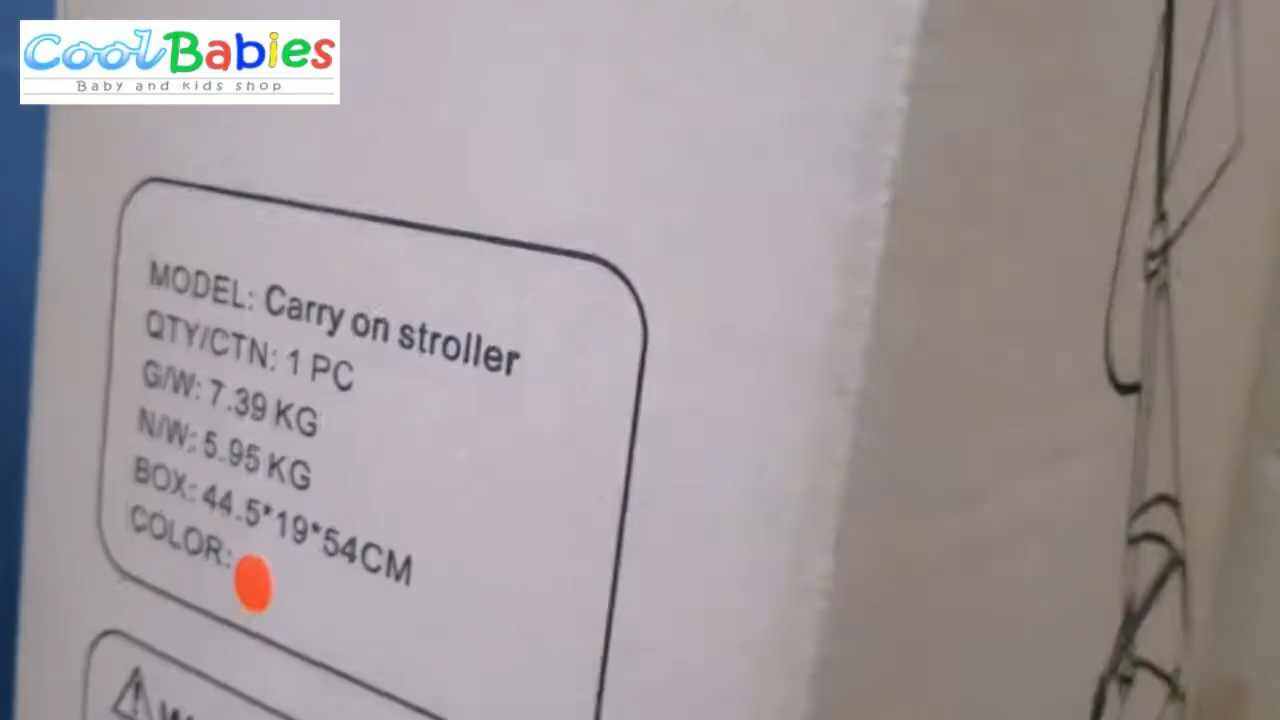 CoolBabies
Baby and kids shop
MODEL: Carry on stroller
QTY/CTN: 1 PC
G/W: 7.39 KG
N/W: 5.95 KG
BOX: 44.5*19*54CM
COLOR: